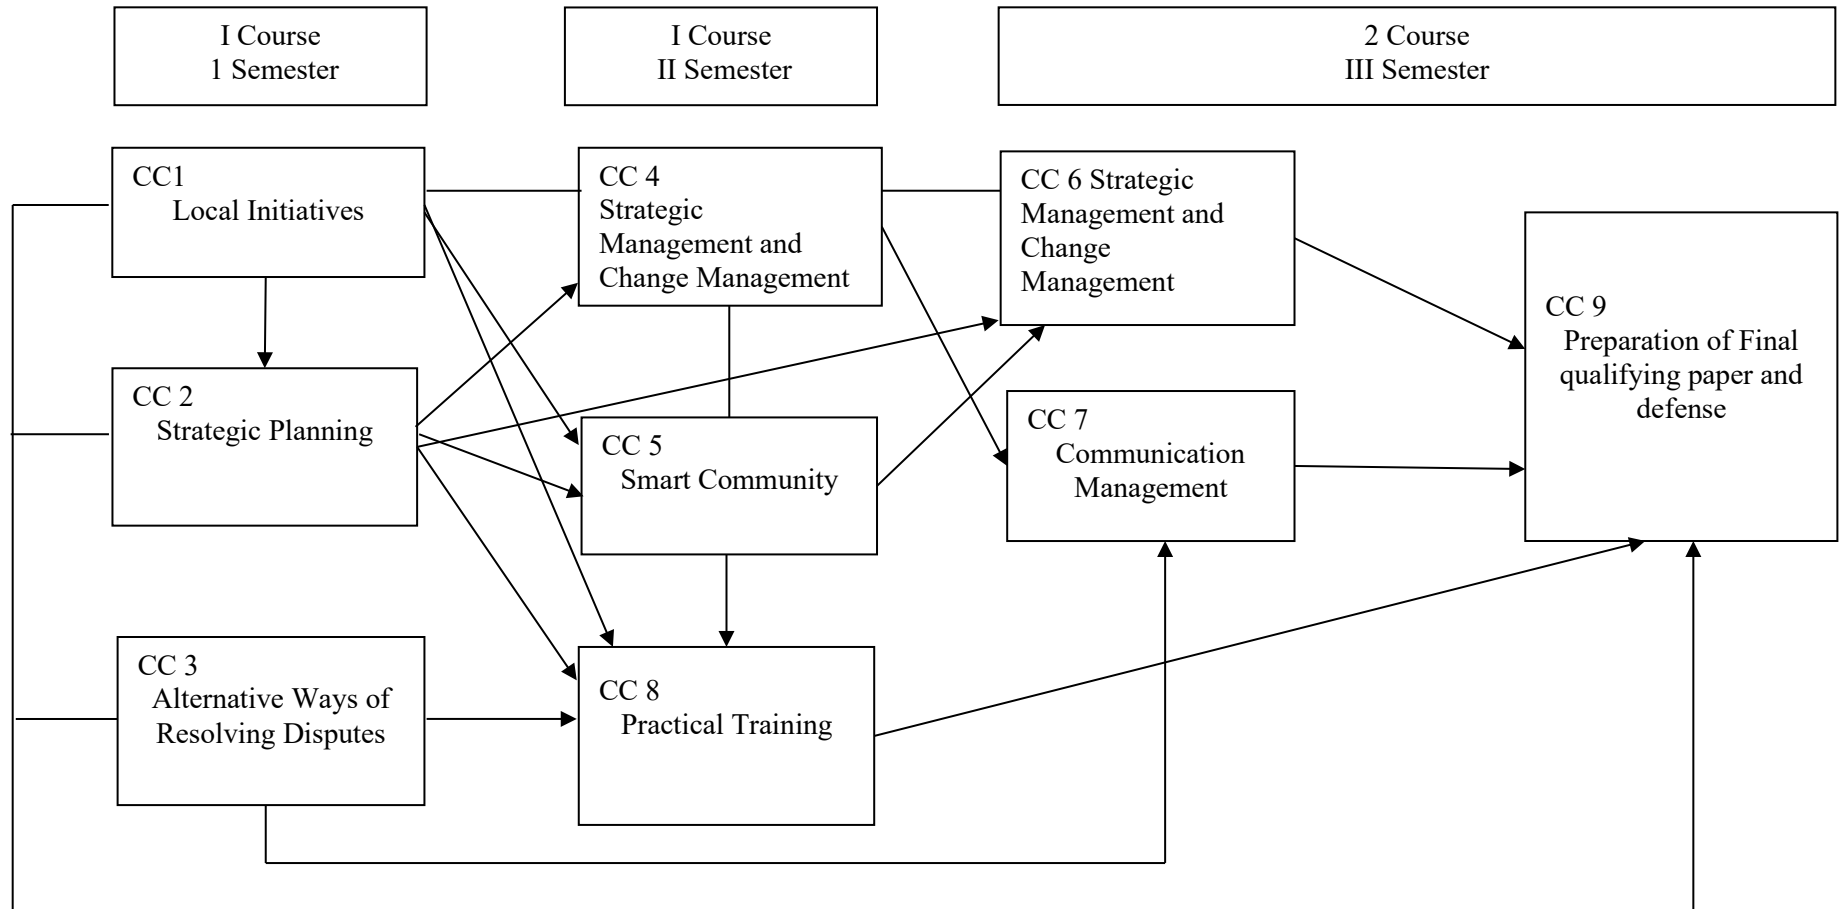 I Course
1 Semester
I Course
II Semester
2 Course
III Semester
CC1
Local Initiatives
CC 2
Strategic Planning
CC 3
Alternative Ways of
Resolving Disputes
CC 4
Strategic
Management and
Change Management
CC 5
Smart Community
CC 8
Practical Training
CC 6 Strategic
Management and
Change
Management
CC 7
Communication
Management
CC 9
Preparation of Final
qualifying paper and
defense